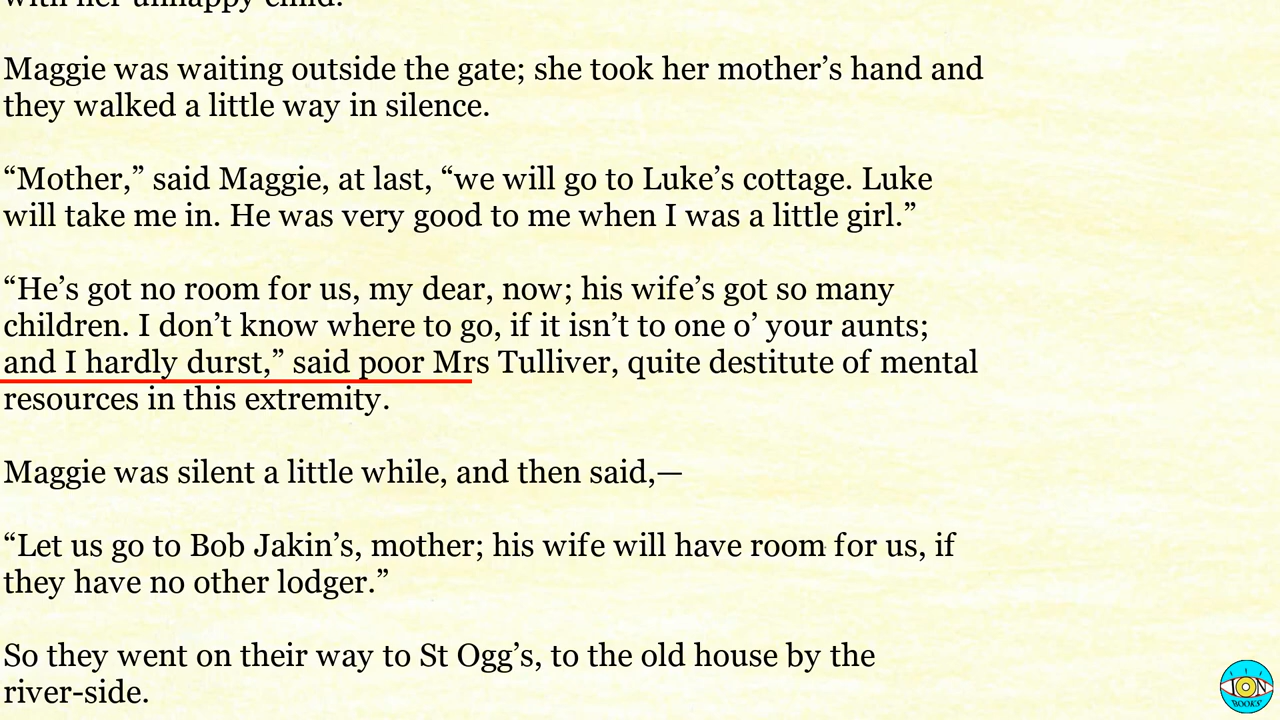 with her unhappy child.
Maggie was waiting outside the gate; she took her mother’s hand and
they walked a little way in silence.
“Mother,” said Maggie, at last, “we will go to Luke’s cottage. Luke
will take me in. He was very good to me when I was a little girl.”
“He’s got no room for us, my dear, now; his wife’s got so many
children. I don’t know where to go, if it isn’t to one o’ your aunts;
and I hardly durst,” said poor Mrs Tulliver, quite destitute of mental
resources in this extremity.
Maggie was silent a little while, and then said,—
“Let us go to Bob Jakin’s, mother; his wife will have room for us, if
they have no other lodger.”
So they went on their way to St Ogg’s, to the old house by the
river-side.
ION
BOOKS